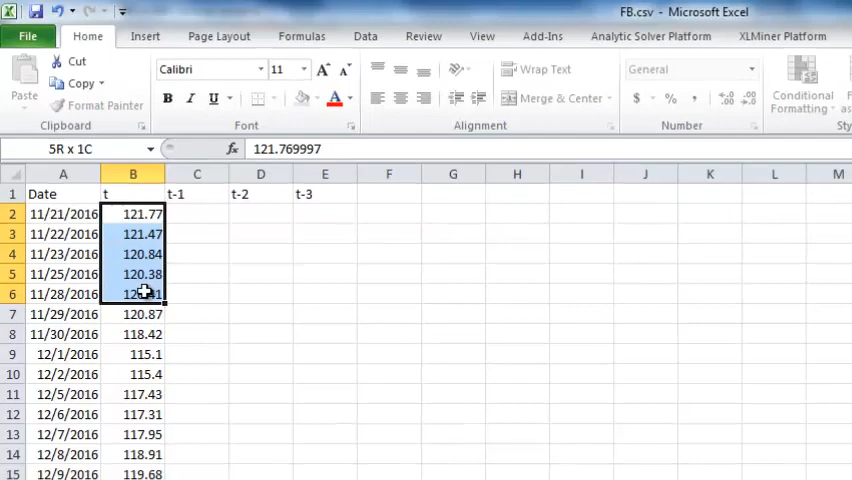 FB.csv - Microsoft Excel
File Home Insert Page Layout Formulas Data Review View Add-Ins Analytic Solver Platform XLMiner Platform
Cut
Copy
Format Painter
Paste
Clipboard
Calibri 11 A A
B I U A
Font
Wrap Text
Merge & Center
Alignment
General
$ % ,
Number
Conditional
Formatting
5R x 1C fx 121.769997
A B C D E F G H I J K L M
1 Date t t-1 t-2 t-3
2 11/21/2016 121.77
3 11/22/2016 121.47
4 11/23/2016 120.84
5 11/25/2016 120.38
6 11/28/2016
7 11/29/2016 120.87
8 11/30/2016 118.42
9 12/1/2016 115.1
10 12/2/2016 115.4
11 12/5/2016 117.43
12 12/6/2016 117.31
13 12/7/2016 117.95
14 12/8/2016 118.91
15 12/9/2016 119.68